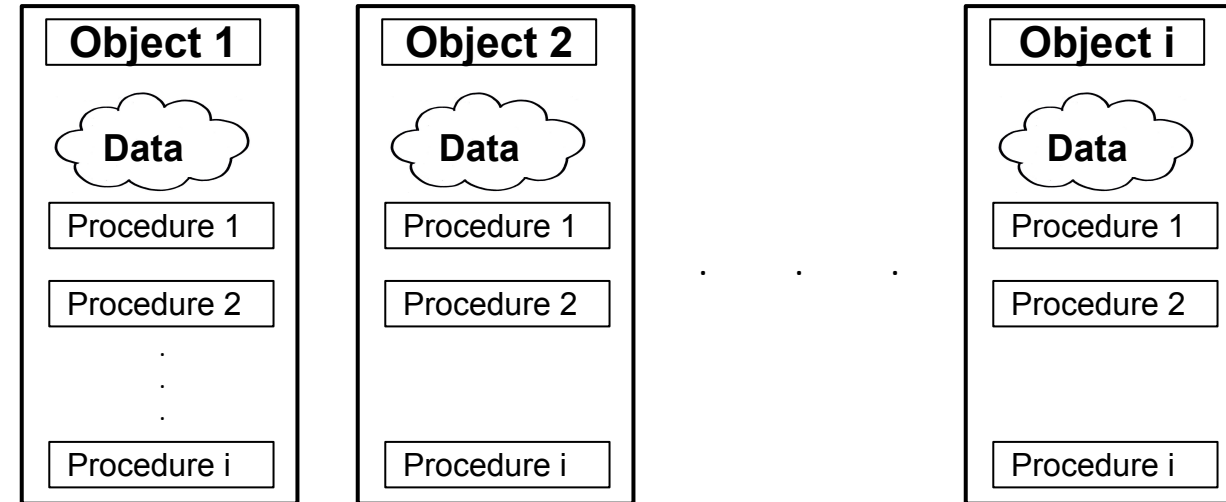 Object 1
Data
Procedure 1
Procedure 2
.
.
.
Procedure i
Object 2
Data
Procedure 1
Procedure 2
Procedure i
. . .
Object i
Data
Procedure 1
Procedure 2
Procedure i